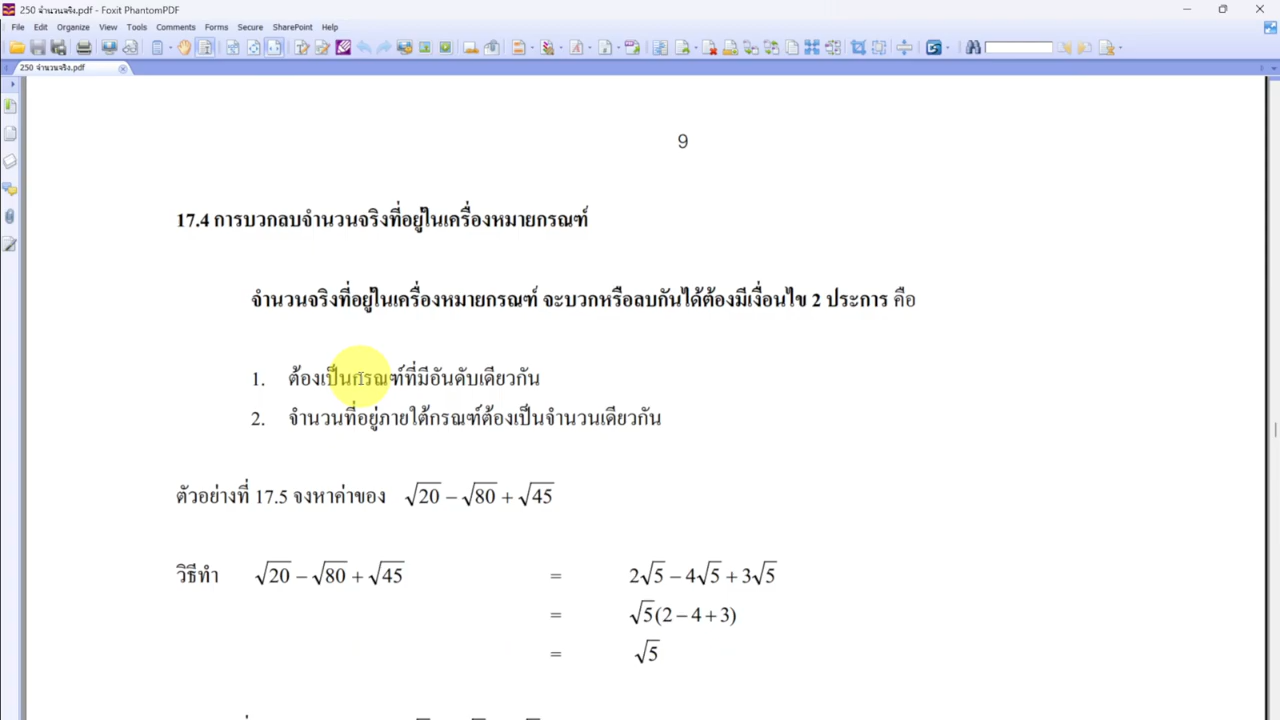 250 จำนวนจริง.pdf - Foxit PhantomPDF
File Edit Organize View Tools Comments Forms Secure SharePoint Help
250 จำนวนจริง.pdf
9
17.4 การบวกลบจำนวนจริงที่อยู่ในเครื่องหมายกรณฑ์
จำนวนจริงที่อยู่ในเครื่องหมายกรณฑ์ จะบวกหรือลบกันได้ต้องมีเงื่อนไข 2 ประการ คือ
1. ต้องเป็นกรณฑ์ที่มีอันดับเดียวกัน
2. จำนวนที่อยู่ภายใต้กรณฑ์ต้องเป็นจำนวนเดียวกัน
ตัวอย่างที่ 17.5 จงหาค่าของ √20 − √80 + √45
วิธีทำ √20 − √80 + √45 = 2√5 − 4√5 + 3√5
= √5(2 − 4 + 3)
= √5